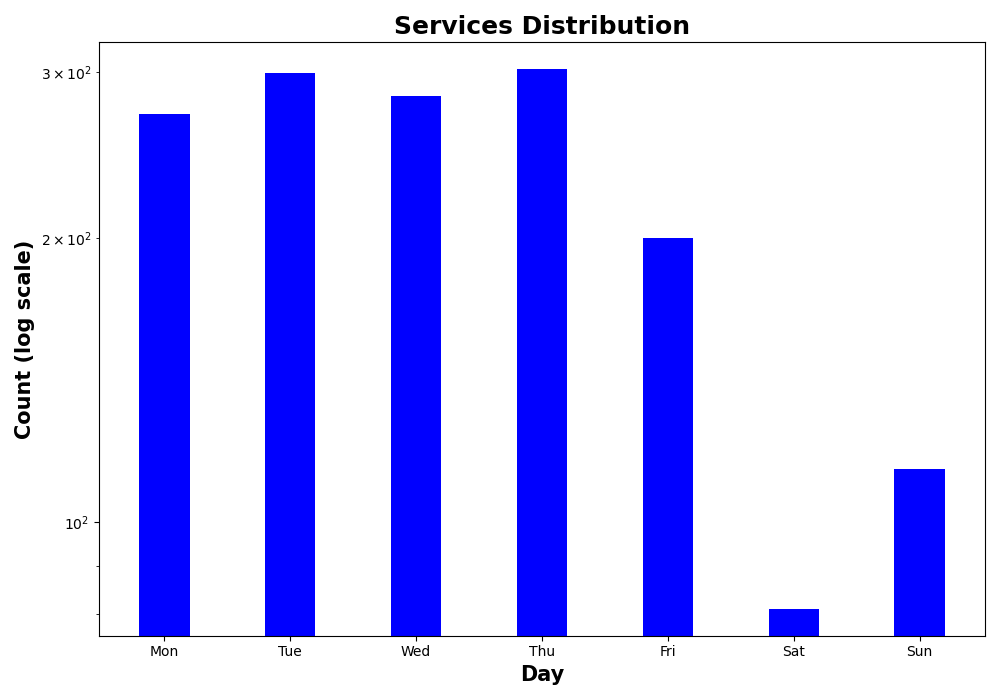 Services Distribution
3 × 10²
2 × 10²
10²
Count (log scale)
Mon Tue Wed Thu Fri Sat Sun
Day